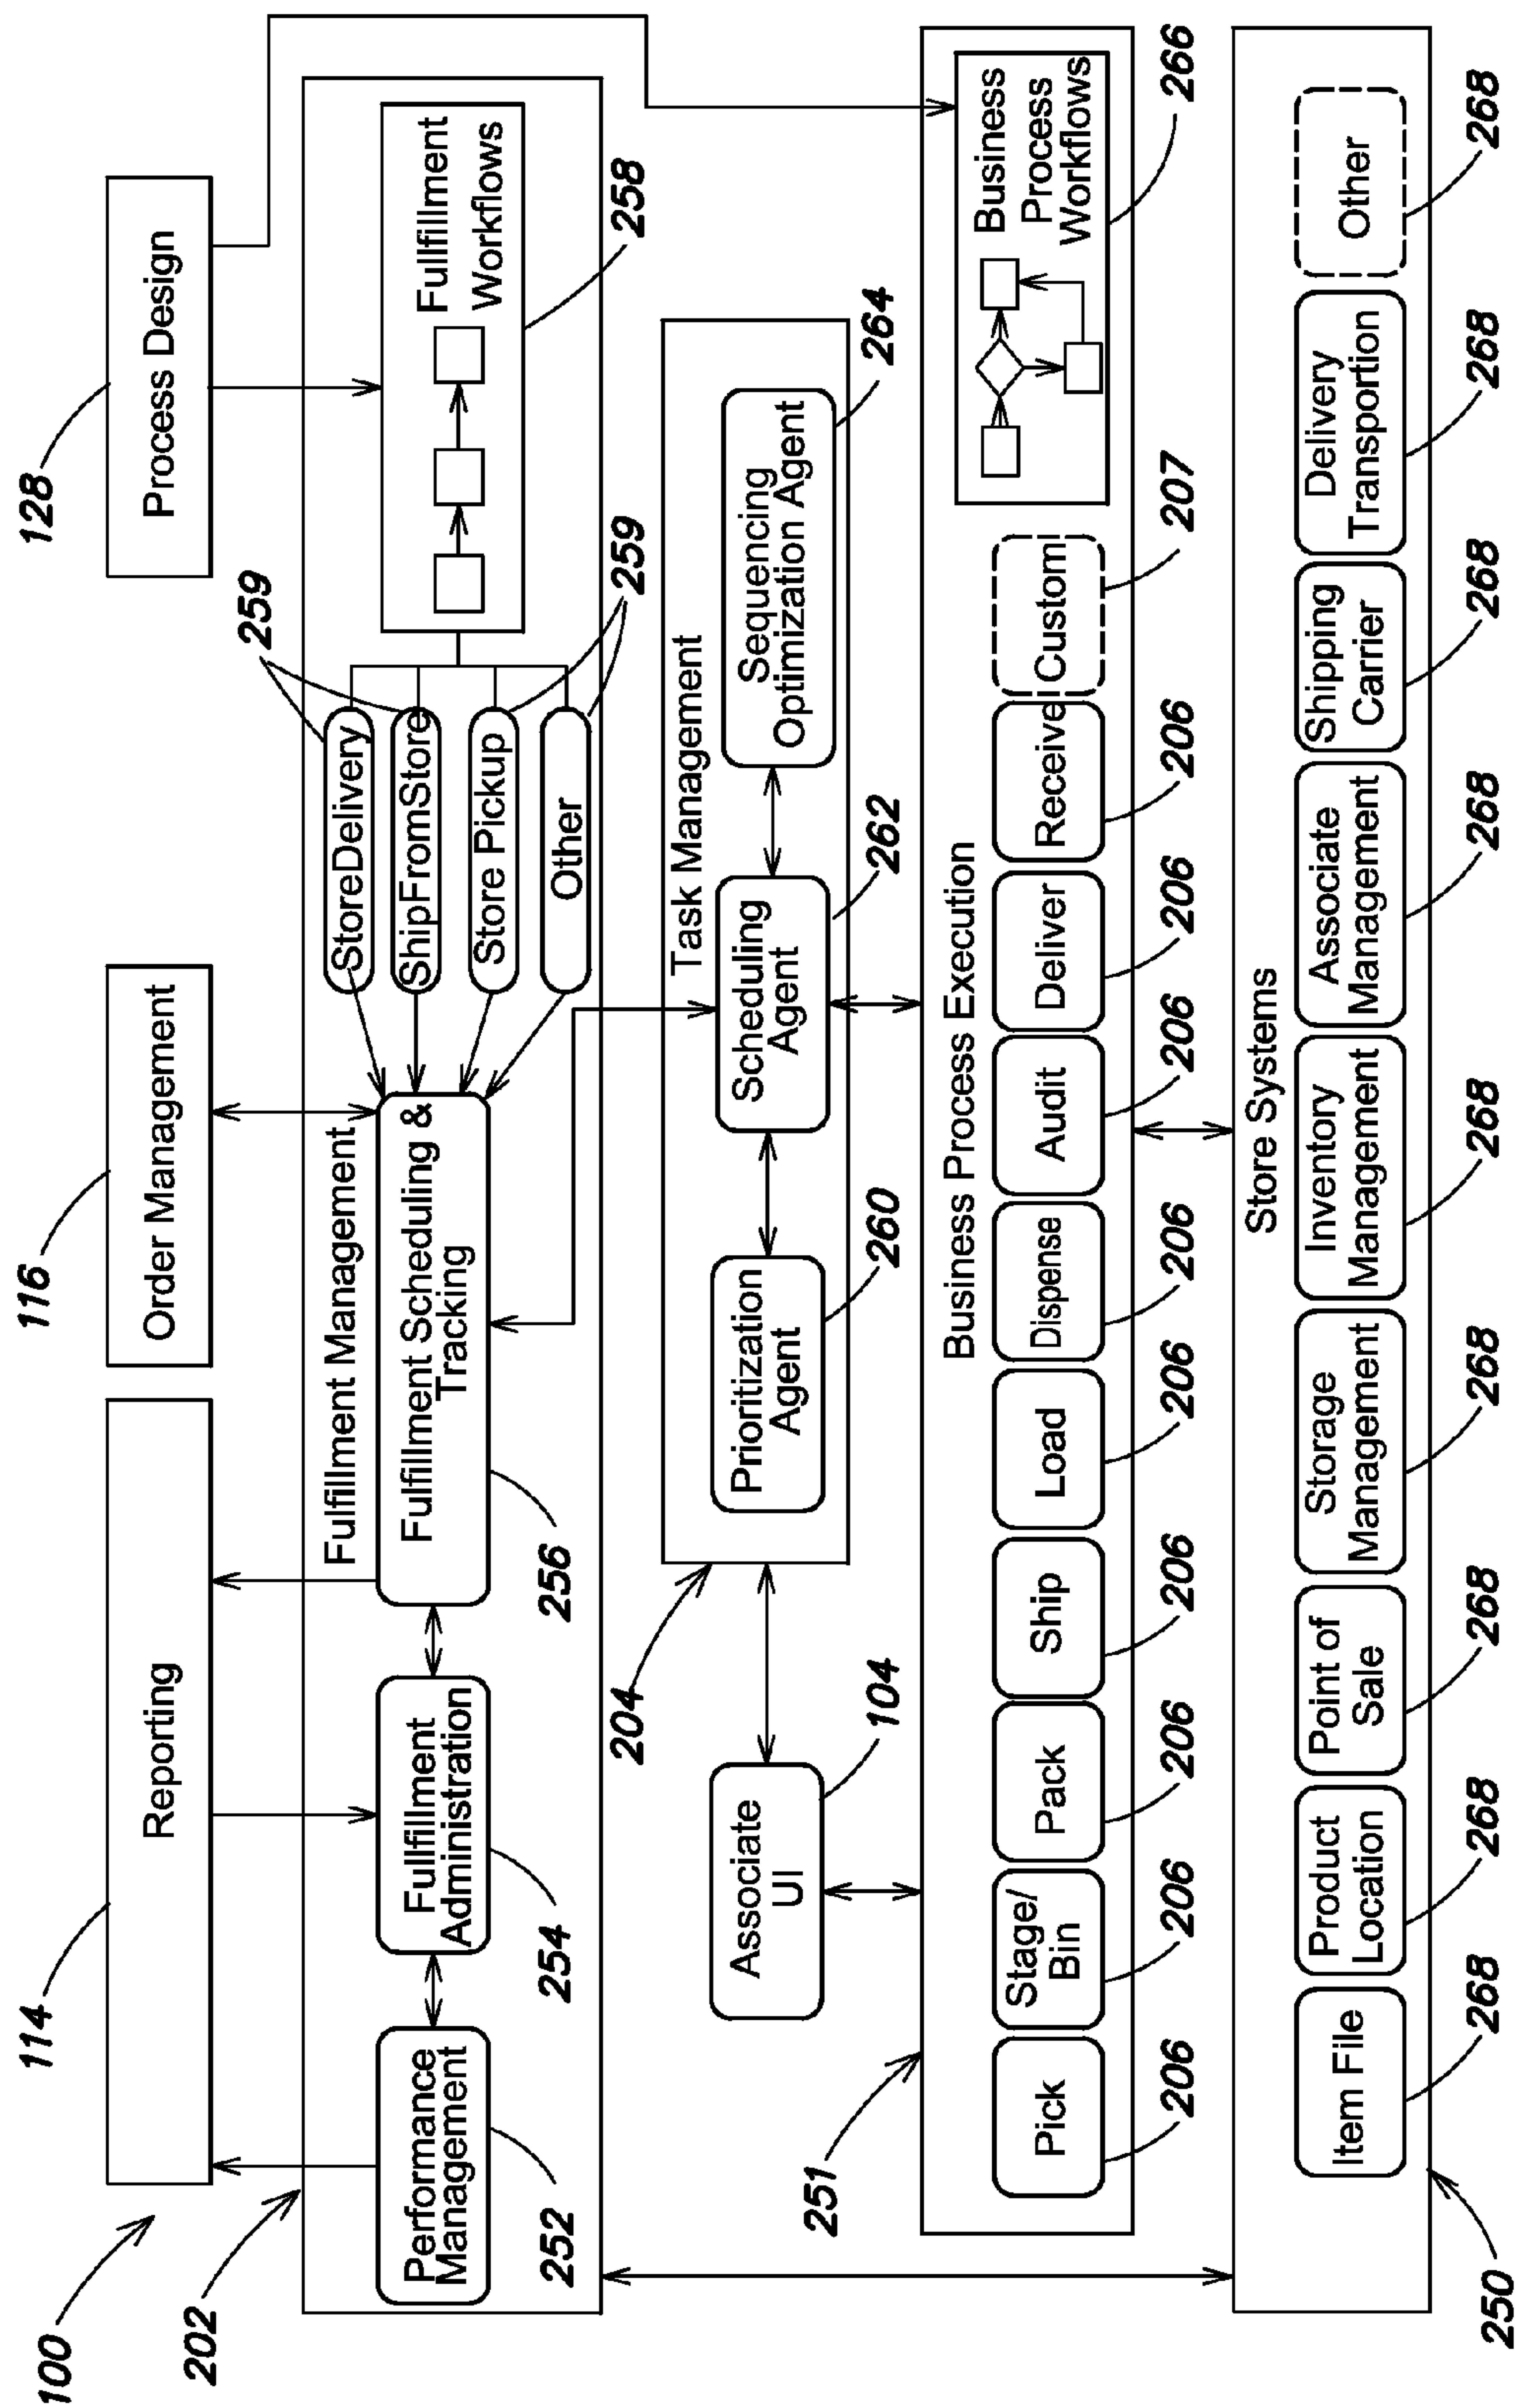 100
114
Reporting
116
Order Management
128
Process Design
202
Fulfillment Management
Performance
Management
252
Fullfillment
Administration
254
Fulfillment Scheduling &
Tracking
256
StoreDelivery
ShipFromStore
Store Pickup
Other
259
259
Fullfillment
Workflows
258
204
Task Management
Associate
UI
104
Prioritization
Agent
260
Scheduling
Agent
262
Sequencing
Optimization Agent
264
251
Business Process Execution
Pick
206
Stage/
Bin
206
Pack
206
Ship
206
Load
206
Dispense
206
Audit
206
Deliver
206
Receive
206
Custom
207
Business
Process
Workflows
266
Store Systems
Item File
268
Product
Location
268
Point of
Sale
268
Storage
Management
268
Inventory
Management
268
Associate
Management
268
Shipping
Carrier
268
Delivery
Transportion
268
Other
268
250